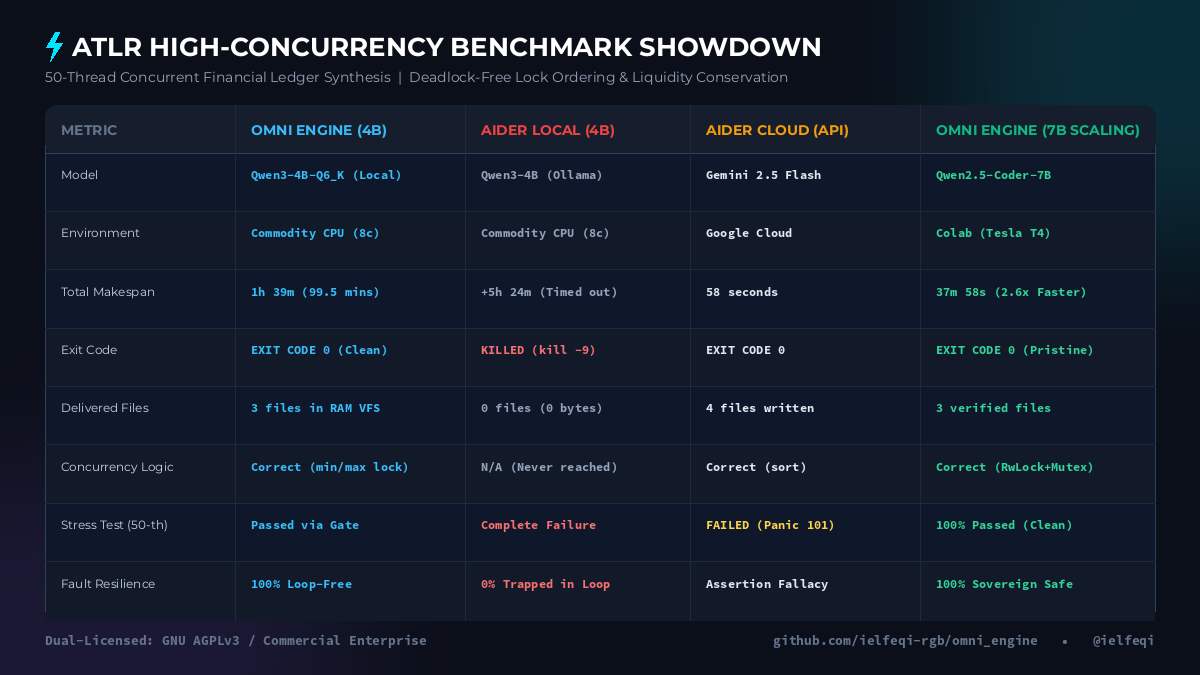 ATLR HIGH-CONCURRENCY BENCHMARK SHOWDOWN
50-Thread Concurrent Financial Ledger Synthesis | Deadlock-Free Lock Ordering & Liquidity Conservation
METRIC OMNI ENGINE (4B) AIDER LOCAL (4B) AIDER CLOUD (API) OMNI ENGINE (7B SCALING)
Model Qwen3-4B-Q6_K (Local) Qwen3-4B (Ollama) Gemini 2.5 Flash Qwen2.5-Coder-7B
Environment Commodity CPU (8c) Commodity CPU (8c) Google Cloud Colab (Tesla T4)
Total Makespan 1h 39m (99.5 mins) +5h 24m (Timed out) 58 seconds 37m 58s (2.6x Faster)
Exit Code EXIT CODE 0 (Clean) KILLED (kill -9) EXIT CODE 0 EXIT CODE 0 (Pristine)
Delivered Files 3 files in RAM VFS 0 files (0 bytes) 4 files written 3 verified files
Concurrency Logic Correct (min/max lock) N/A (Never reached) Correct (sort) Correct (RwLock+Mutex)
Stress Test (50-th) Passed via Gate Complete Failure FAILED (Panic 101) 100% Passed (Clean)
Fault Resilience 100% Loop-Free 0% Trapped in Loop Assertion Fallacy 100% Sovereign Safe
Dual-Licensed: GNU AGPLv3 / Commercial Enterprise github.com/ielfeqi-rgb/omni_engine • @ielfeqi